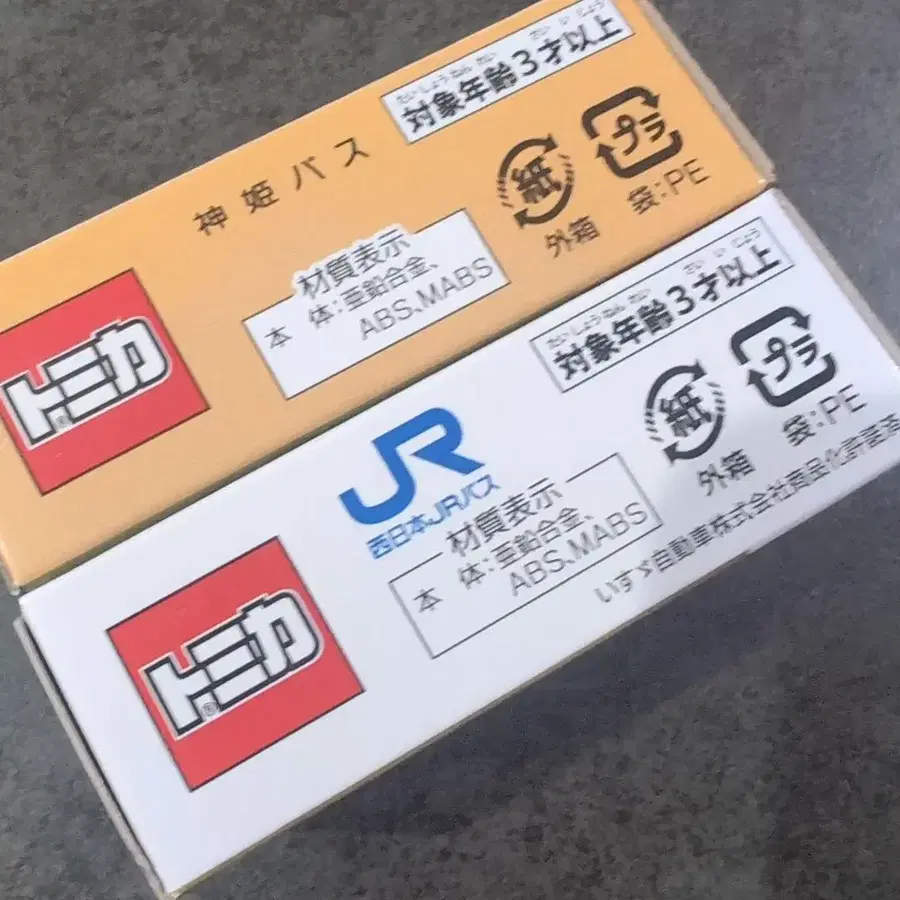 たいしょうねんれい さい いじょう
対象年齢3才以上
神姫バス
プラ
紙
外箱 袋:PE
材質表示
本 体:亜鉛合金、
ABS、MABS
トミカ®
たいしょうねんれい さい いじょう
対象年齢3才以上
プラ
紙
外箱 袋:PE
JR
西日本JRバス
材質表示
本 体:亜鉛合金、
ABS、MABS
いすゞ自動車株式会社商品化許諾済
トミカ®